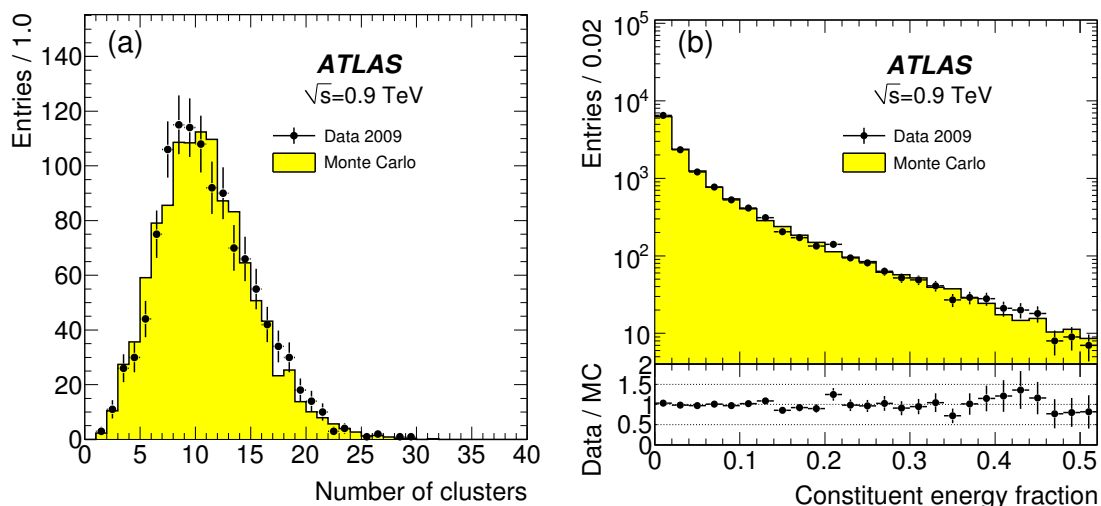 Entries / 1.0
140
120
100
80
60
40
20
0
(a)
ATLAS
√s=0.9 TeV
Data 2009
Monte Carlo
0 5 10 15 20 25 30 35 40
Number of clusters
Entries / 0.02
10^5
10^4
10^3
10^2
10
(b)
ATLAS
√s=0.9 TeV
Data 2009
Monte Carlo
Data / MC
2
1.5
1
0.5
0
0 0.1 0.2 0.3 0.4 0.5
Constituent energy fraction